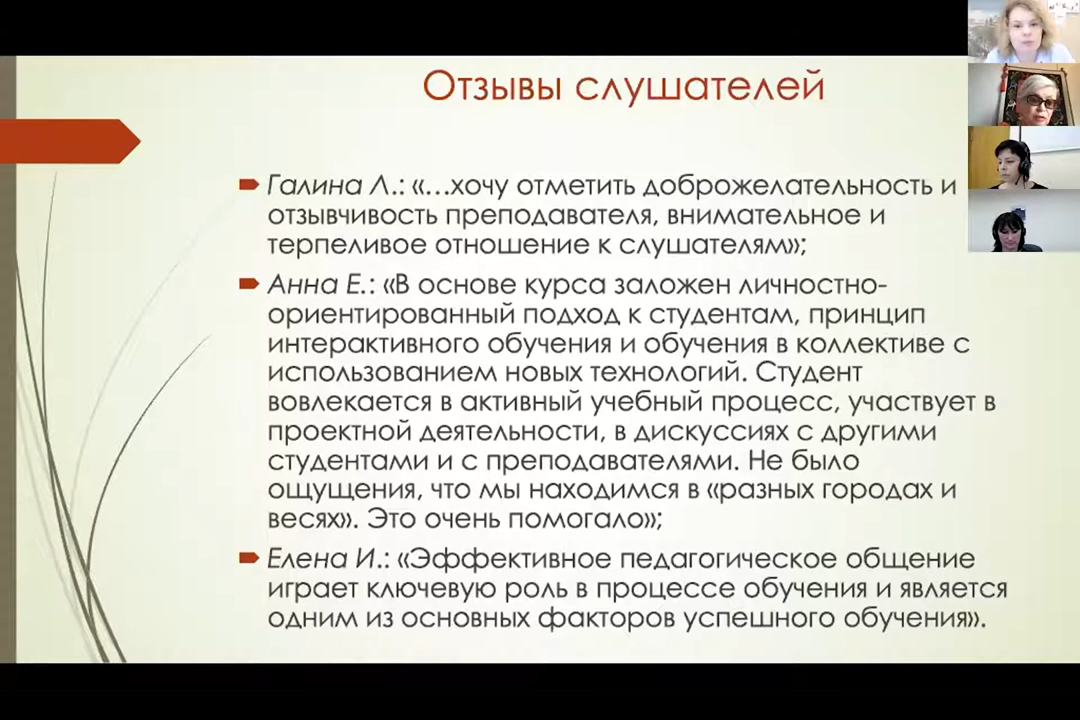 Отзывы слушателей
Галина Л.: «…хочу отметить доброжелательность и
отзывчивость преподавателя, внимательное и
терпеливое отношение к слушателям»;
Анна Е.: «В основе курса заложен личностно-
ориентированный подход к студентам, принцип
интерактивного обучения и обучения в коллективе с
использованием новых технологий. Студент
вовлекается в активный учебный процесс, участвует в
проектной деятельности, в дискуссиях с другими
студентами и с преподавателями. Не было
ощущения, что мы находимся в «разных городах и
весях». Это очень помогало»;
Елена И.: «Эффективное педагогическое общение
играет ключевую роль в процессе обучения и является
одним из основных факторов успешного обучения».